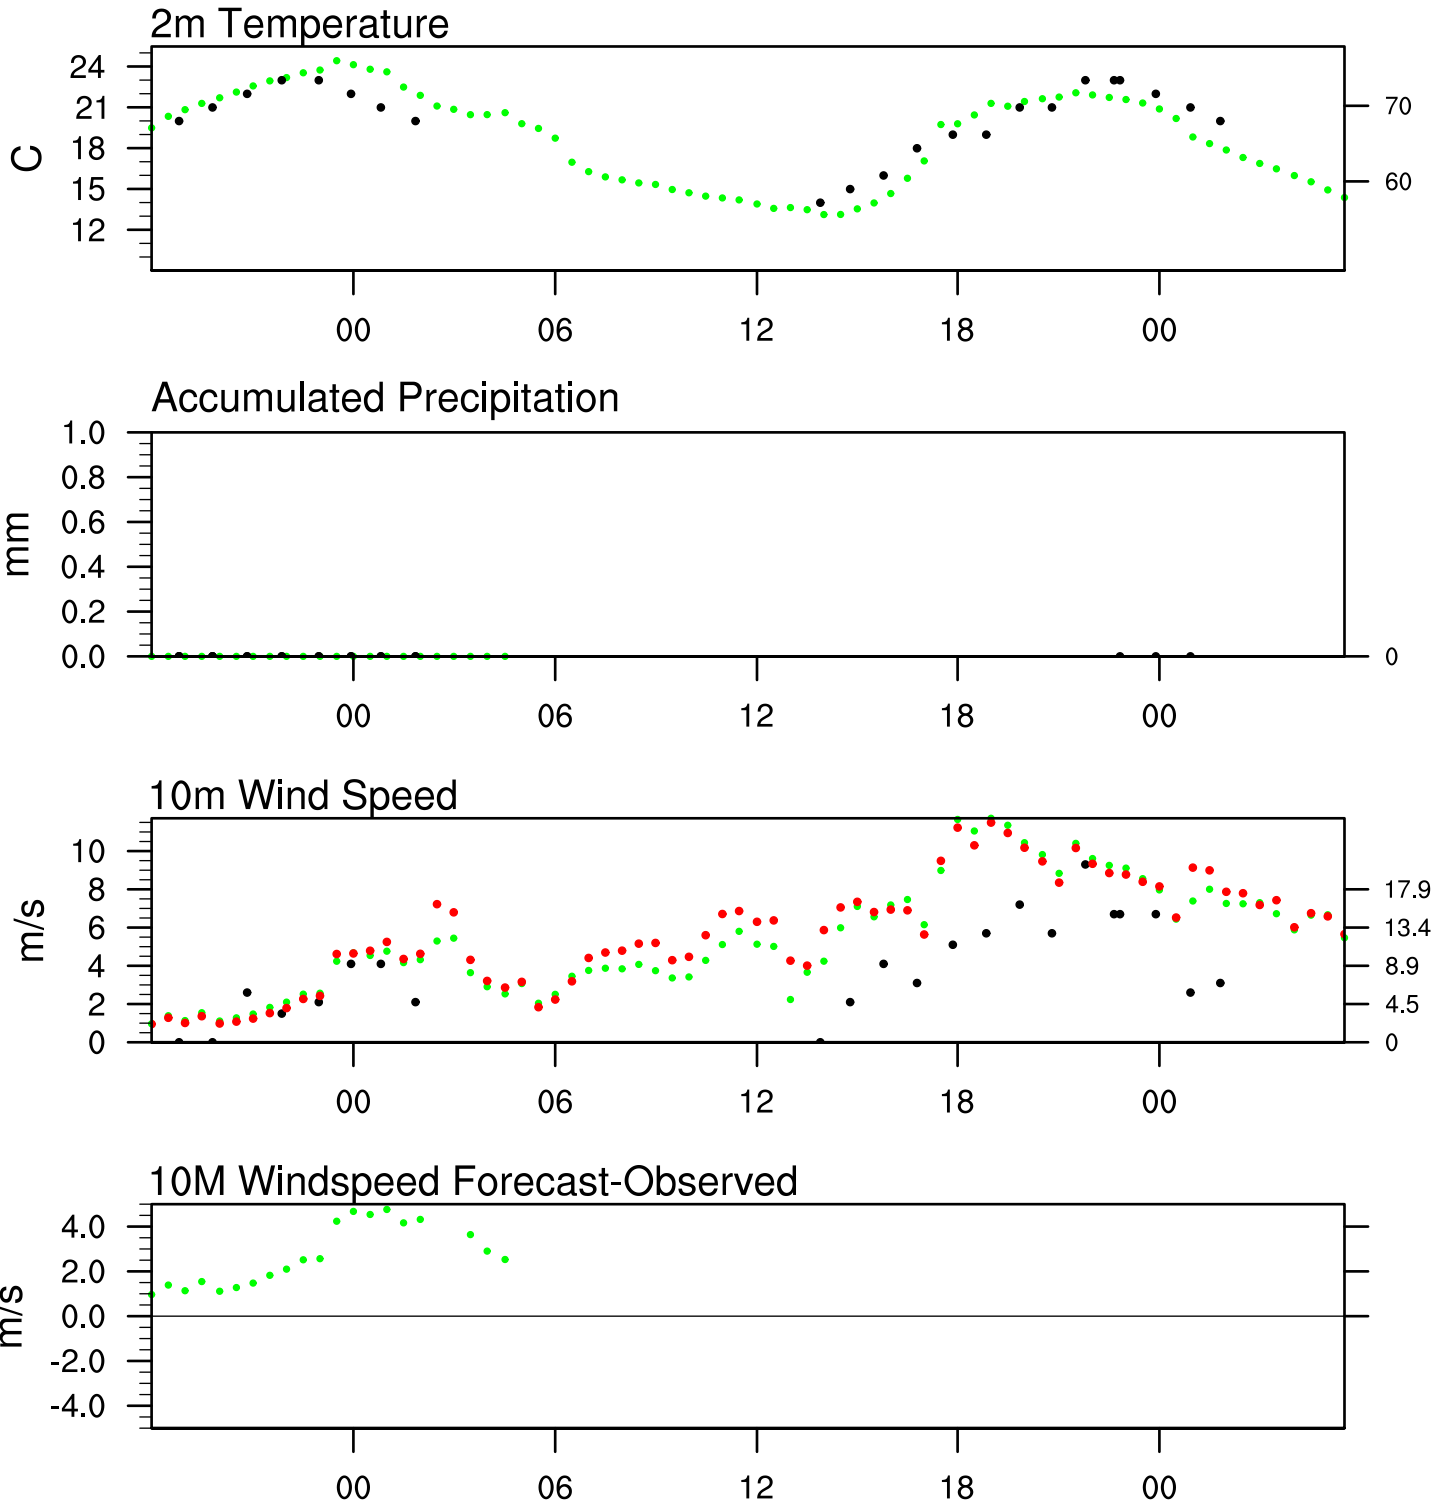 2m Temperature
24
21
18
15
12
C
70
60
00 06 12 18 00
Accumulated Precipitation
1.0
0.8
0.6
0.4
0.2
0.0
mm
0
00 06 12 18 00
10m Wind Speed
10
8
6
4
2
0
m/s
17.9
13.4
8.9
4.5
0
00 06 12 18 00
10M Windspeed Forecast-Observed
4.0
2.0
0.0
-2.0
-4.0
m/s
00 06 12 18 00